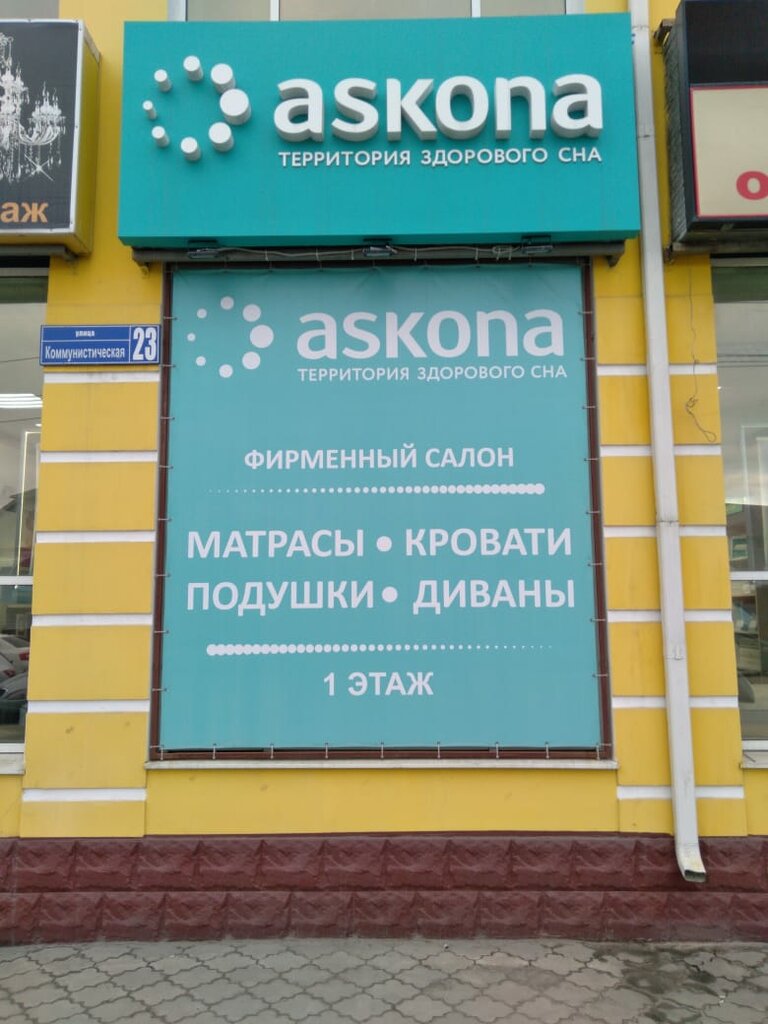 askona
ТЕРРИТОРИЯ ЗДОРОВОГО СНА
аж
улица
Коммунистическая 23
askona
ТЕРРИТОРИЯ ЗДОРОВОГО СНА
ФИРМЕННЫЙ САЛОН
МАТРАСЫ • КРОВАТИ
ПОДУШКИ • ДИВАНЫ
1 ЭТАЖ